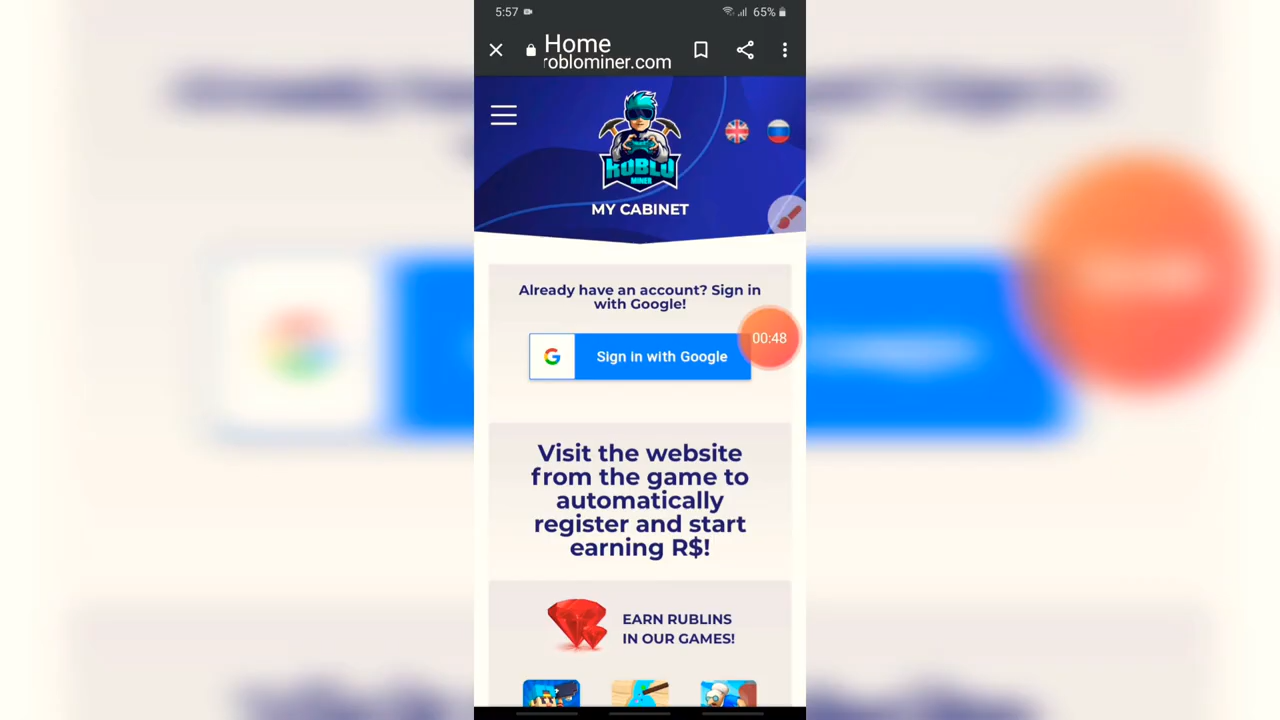 5:57
65%
Home
roblominer.com
ROBLO
MINER
MY CABINET
Already have an account? Sign in
with Google!
Sign in with Google
00:48
Visit the website
from the game to
automatically
register and start
earning R$!
EARN RUBLINS
IN OUR GAMES!